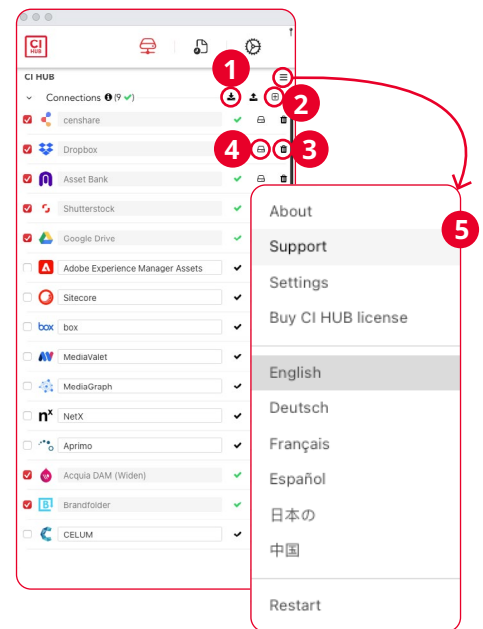 CI
HUB
1
CI HUB
Connections (9 ✔)
2
censhare
Dropbox
4
3
Asset Bank
Shutterstock
Google Drive
Adobe Experience Manager Assets
Sitecore
box
box
MediaValet
MediaGraph
nx
NetX
Aprimo
Acquia DAM (Widen)
B
Brandfolder
CELUM
5
About
Support
Settings
Buy CI HUB license
English
Deutsch
Français
Español
日本の
中国
Restart